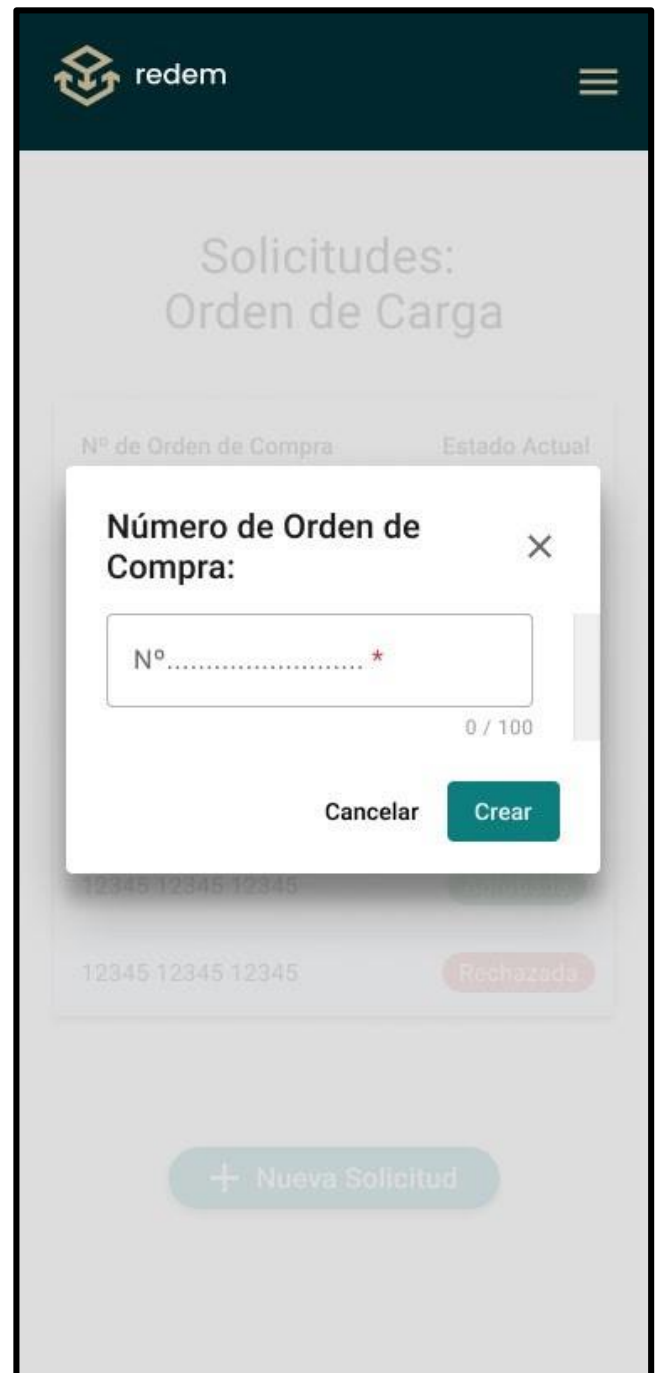 redem
Solicitudes:
Orden de Carga
Nº de Orden de Compra Estado Actual
Número de Orden de
Compra:
Nº......................... *
0 / 100
Cancelar Crear
12345 12345 12345
12345 12345 12345 Rechazada
+ Nueva Solicitud